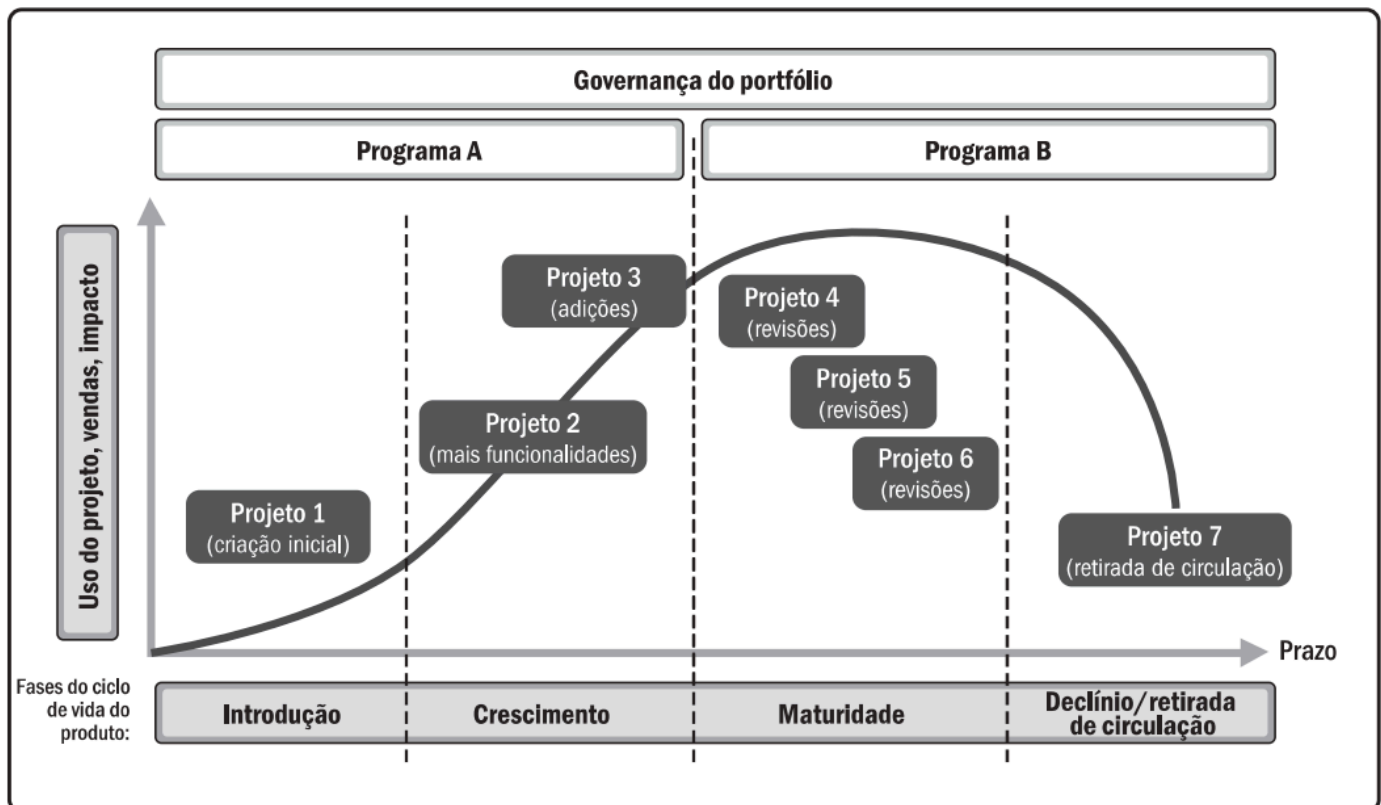 Governança do portfólio
Programa A
Programa B
Uso do projeto, vendas, impacto
Projeto 3
(adições)
Projeto 4
(revisões)
Projeto 5
(revisões)
Projeto 2
(mais funcionalidades)
Projeto 6
(revisões)
Projeto 1
(criação inicial)
Projeto 7
(retirada de circulação)
Prazo
Fases do ciclo
de vida do
produto:
Introdução
Crescimento
Maturidade
Declínio/retirada
de circulação